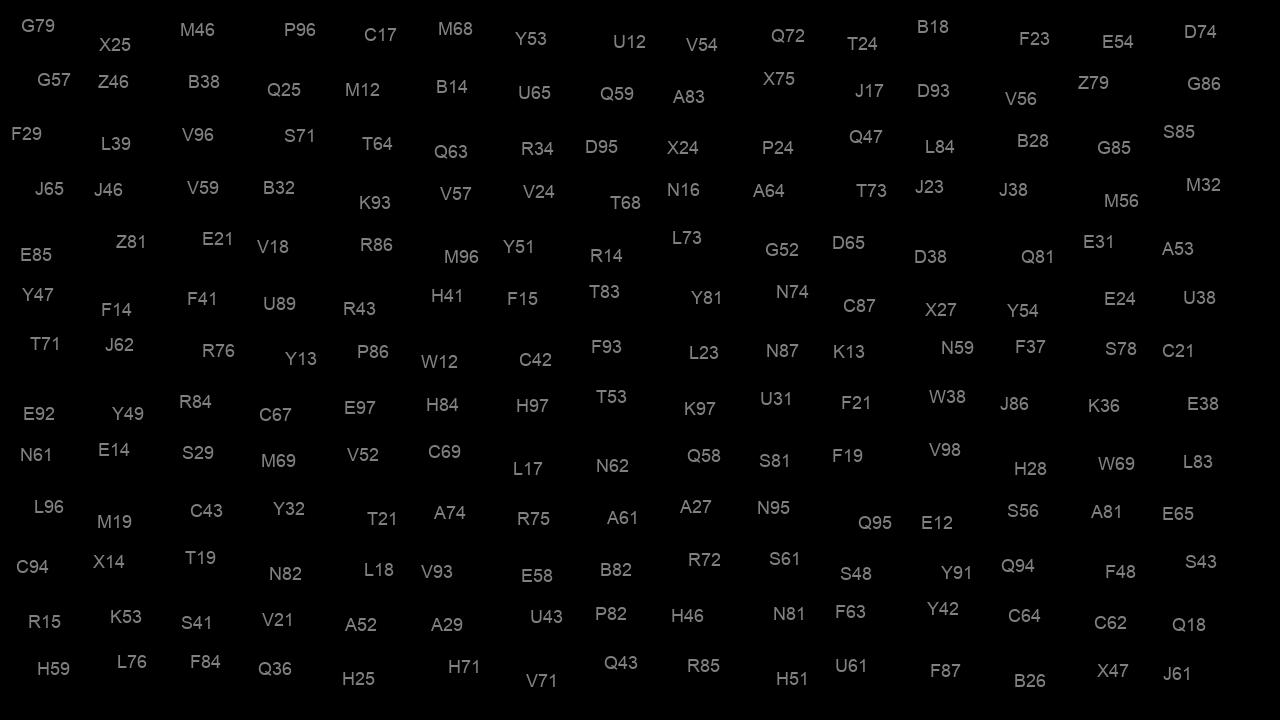 G79 X25 M46 P96 C17 M68 Y53 U12 V54 Q72 T24 B18 F23 E54 D74
G57 Z46 B38 Q25 M12 B14 U65 Q59 A83 X75 J17 D93 V56 Z79 G86
F29 L39 V96 S71 T64 Q63 R34 D95 X24 P24 Q47 L84 B28 G85 S85
J65 J46 V59 B32 K93 V57 V24 T68 N16 A64 T73 J23 J38 M56 M32
E85 Z81 E21 V18 R86 M96 Y51 R14 L73 G52 D65 D38 Q81 E31 A53
Y47 F14 F41 U89 R43 H41 F15 T83 Y81 N74 C87 X27 Y54 E24 U38
T71 J62 R76 Y13 P86 W12 C42 F93 L23 N87 K13 N59 F37 S78 C21
E92 Y49 R84 C67 E97 H84 H97 T53 K97 U31 F21 W38 J86 K36 E38
N61 E14 S29 M69 V52 C69 L17 N62 Q58 S81 F19 V98 H28 W69 L83
L96 M19 C43 Y32 T21 A74 R75 A61 A27 N95 Q95 E12 S56 A81 E65
C94 X14 T19 N82 L18 V93 E58 B82 R72 S61 S48 Y91 Q94 F48 S43
R15 K53 S41 V21 A52 A29 U43 P82 H46 N81 F63 Y42 C64 C62 Q18
H59 L76 F84 Q36 H25 H71 V71 Q43 R85 H51 U61 F87 B26 X47 J61